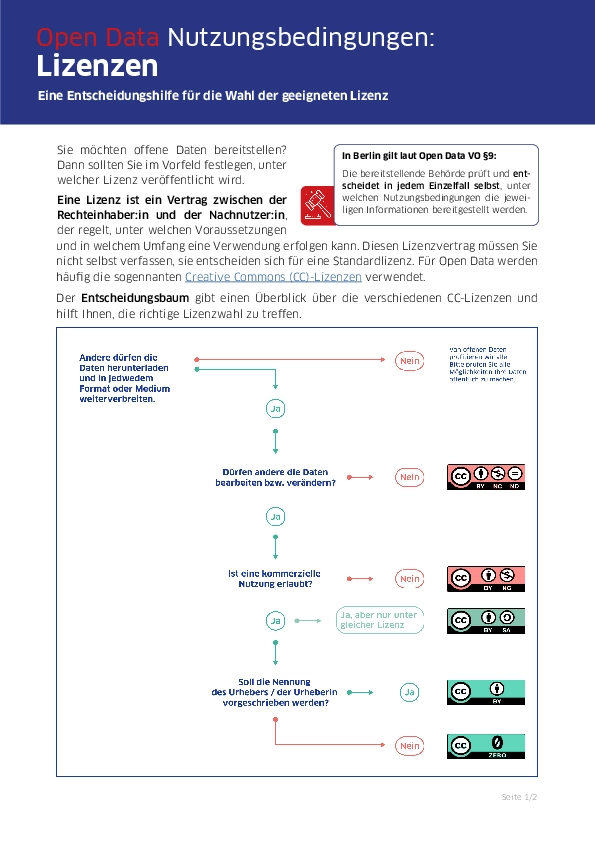 Open Data Nutzungsbedingungen:
Lizenzen
Eine Entscheidungshilfe für die Wahl der geeigneten Lizenz
Sie möchten offene Daten bereitstellen?
Dann sollten Sie im Vorfeld festlegen, unter
welcher Lizenz veröffentlicht wird.
Eine Lizenz ist ein Vertrag zwischen der
Rechteinhaber:in und der Nachnutzer:in,
der regelt, unter welchen Voraussetzungen
und in welchem Umfang eine Verwendung erfolgen kann. Diesen Lizenzvertrag müssen Sie
nicht selbst verfassen, sie entscheiden sich für eine Standardlizenz. Für Open Data werden
häufig die sogennanten Creative Commons (CC)-Lizenzen verwendet.
In Berlin gilt laut Open Data VO §9:
Die bereitstellende Behörde prüft und ent-
scheidet in jedem Einzelfall selbst, unter
welchen Nutzungsbedingungen die jewei-
ligen Informationen bereitgestellt werden.
Der Entscheidungsbaum gibt einen Überblick über die verschiedenen CC-Lizenzen und
hilft Ihnen, die richtige Lizenzwahl zu treffen.
Andere dürfen die
Daten herunterladen
und in jedwedem
Format oder Medium
weiterverbreiten.
Nein
Von offenen Daten
profitieren wir alle.
Bitte prüfen Sie alle
Möglichkeiten Ihre Daten
öffentlich zu machen.
Ja
Dürfen andere die Daten
bearbeiten bzw. verändern?
Nein
CC
BY NC ND
Ja
Ist eine kommerzielle
Nutzung erlaubt?
Nein
CC
BY NC
Ja
Ja, aber nur unter
gleicher Lizenz
CC
BY SA
Soll die Nennung
des Urhebers / der Urheberin
vorgeschrieben werden?
Ja
CC
BY
Nein
CC
ZERO
Seite 1/2